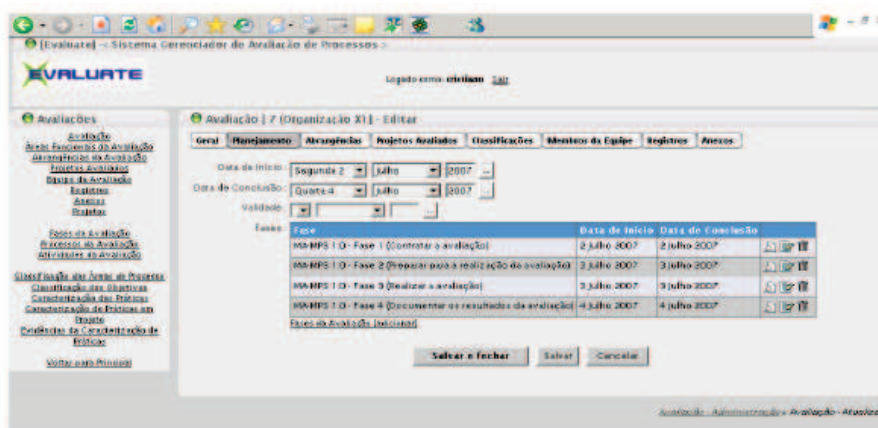 [Evaluate] -- Sistema Gerenciador de Avaliação de Processos
EVALUATE
Logado como: cristiano Sair
Avaliações
Avaliação
Áreas Funcionais da Avaliação
Abrangências da Avaliação
Projetos Avaliados
Equipe da Avaliação
Registros
Anexos
Projetos
Fases da Avaliação
Processos da Avaliação
Atividades da Avaliação
Classificação das Áreas de Processo
Classificação dos Objetivos
Caracterização das Práticas
Caracterização de Práticas em
Projeto
Evidências da Caracterização de
Práticas
Voltar para Principal
Avaliação [ 7 (Organização X) ] - Editar
Geral Planejamento Abrangências Projetos Avaliados Classificações Membros da Equipe Registros Anexos
Data de Início: Segunda 2 Julho 2007 ...
Data de Conclusão: Quarta 4 Julho 2007 ...
Validade: ...
Fases:
Fase Data de Início Data de Conclusão
MA-MPS 1.0 - Fase 1 (Contratar a avaliação) 2 Julho 2007 2 Julho 2007
MA-MPS 1.0 - Fase 2 (Preparar para a realização da avaliação) 3 Julho 2007 3 Julho 2007
MA-MPS 1.0 - Fase 3 (Realizar a avaliação) 3 Julho 2007 3 Julho 2007
MA-MPS 1.0 - Fase 4 (Documentar os resultados da avaliação) 4 Julho 2007 4 Julho 2007
Fases da Avaliação [adicionar]
Salvar e fechar Salvar Cancelar
Avaliação - Administração » Avaliação -